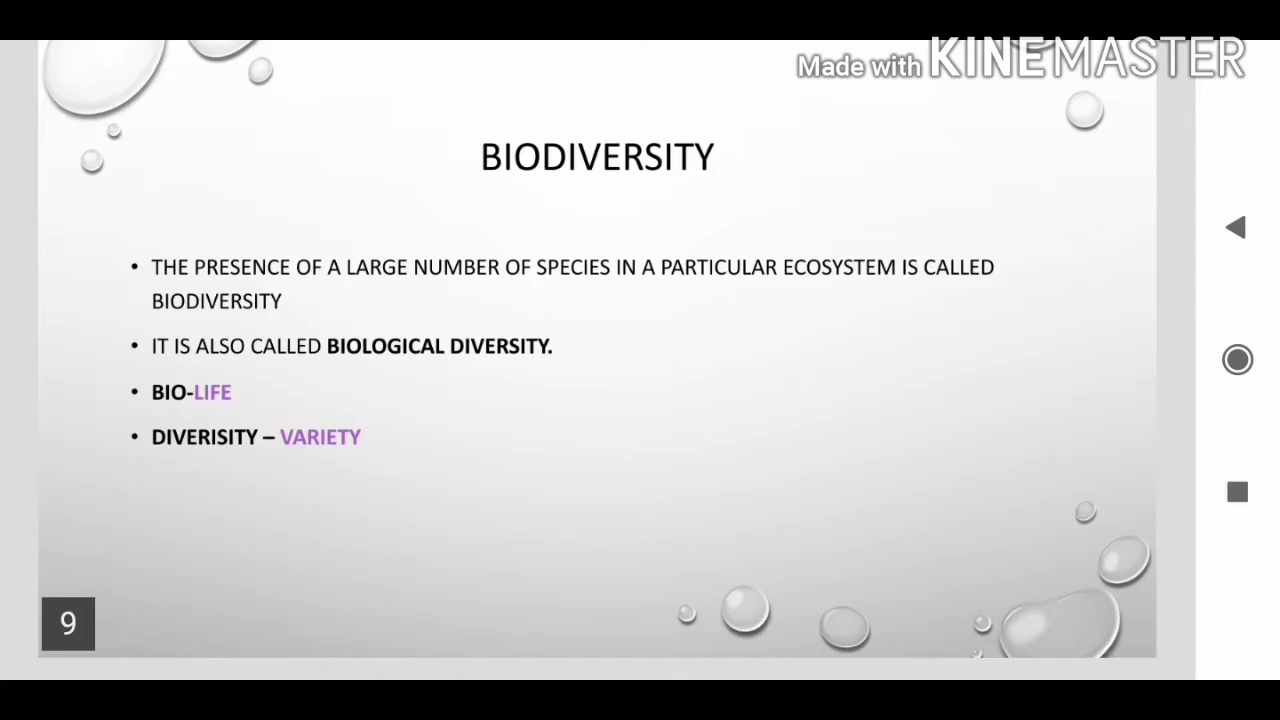 Made with KINEMASTER
BIODIVERSITY
• THE PRESENCE OF A LARGE NUMBER OF SPECIES IN A PARTICULAR ECOSYSTEM IS CALLED
BIODIVERSITY
• IT IS ALSO CALLED BIOLOGICAL DIVERSITY.
• BIO-LIFE
• DIVERISITY – VARIETY
9